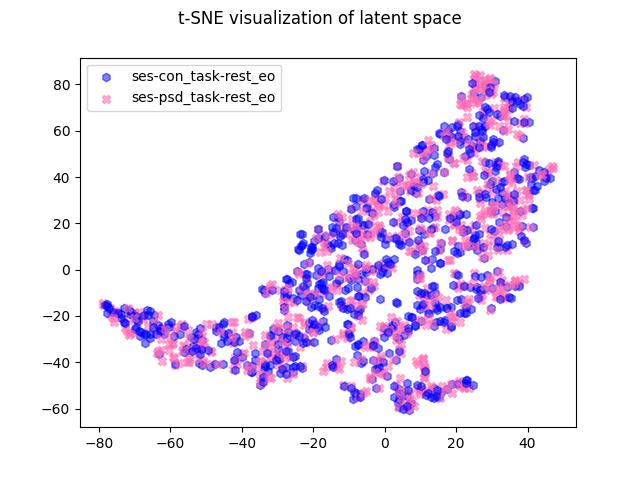 t-SNE visualization of latent space
ses-con_task-rest_eo
ses-psd_task-rest_eo
80
60
40
20
0
−20
−40
−60
−80 −60 −40 −20 0 20 40